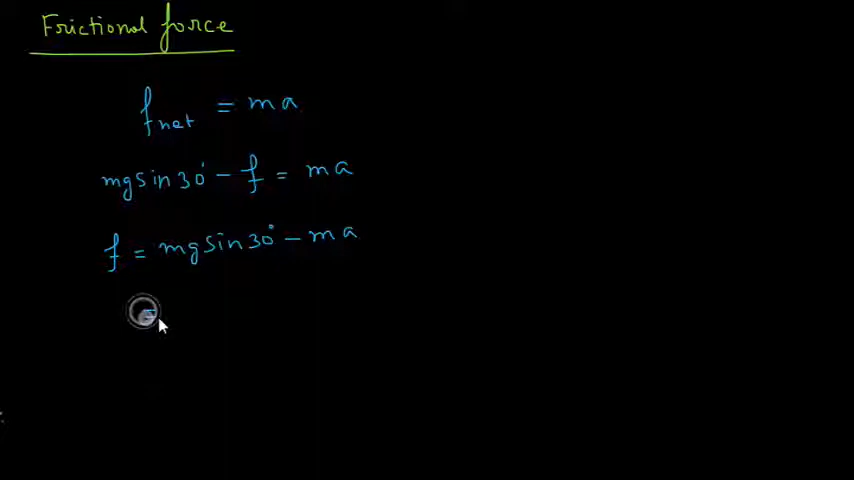 Frictional force
f net = ma
mg sin 30° - f = ma
f = mg sin 30° - ma
=